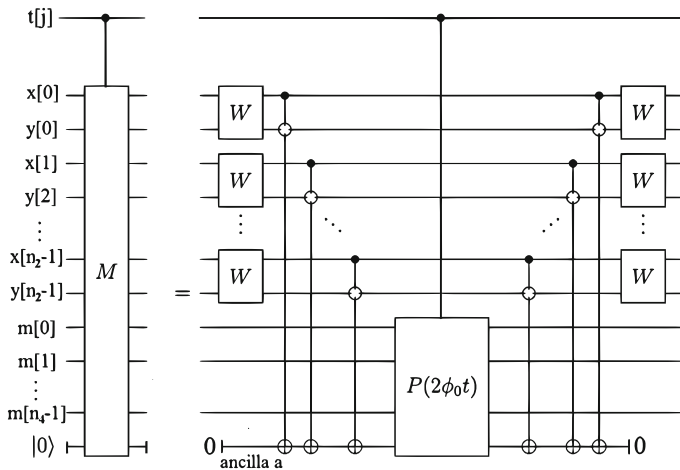 t[j]
x[0] W W
y[0]
x[1] W W
y[2]
⋮ ⋮ ⋱ ⋰ ⋮
x[n₂-1] M W W
y[n₂-1] =
m[0]
m[1] P(2ϕ₀t)
⋮
m[n₄-1]
|0⟩ 0 0
ancilla a